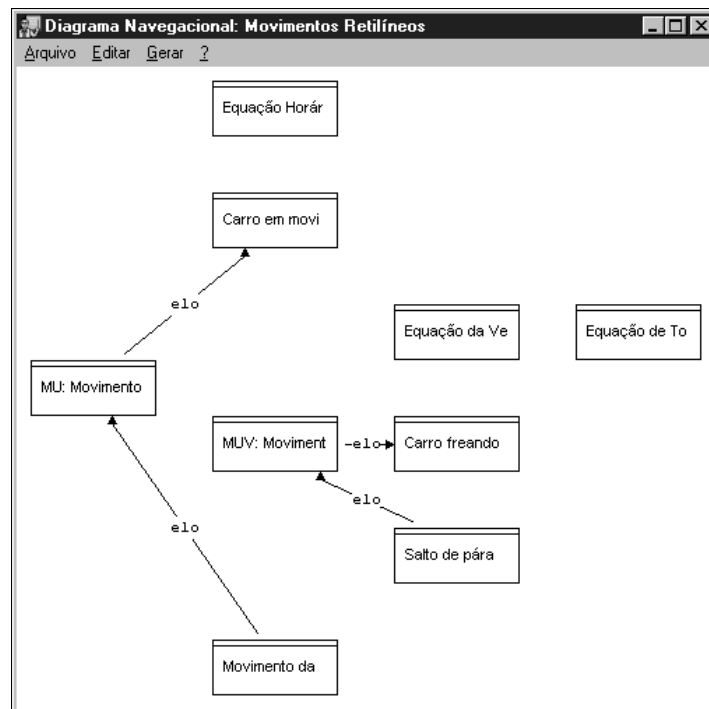 Diagrama Navegacional: Movimentos Retilíneos
Arquivo Editar Gerar ?
Equação Horár
Carro em movi
elo
Equação da Ve
Equação de To
MU: Movimento
MUV: Moviment
elo
Carro freando
elo
elo
Salto de pára
Movimento da